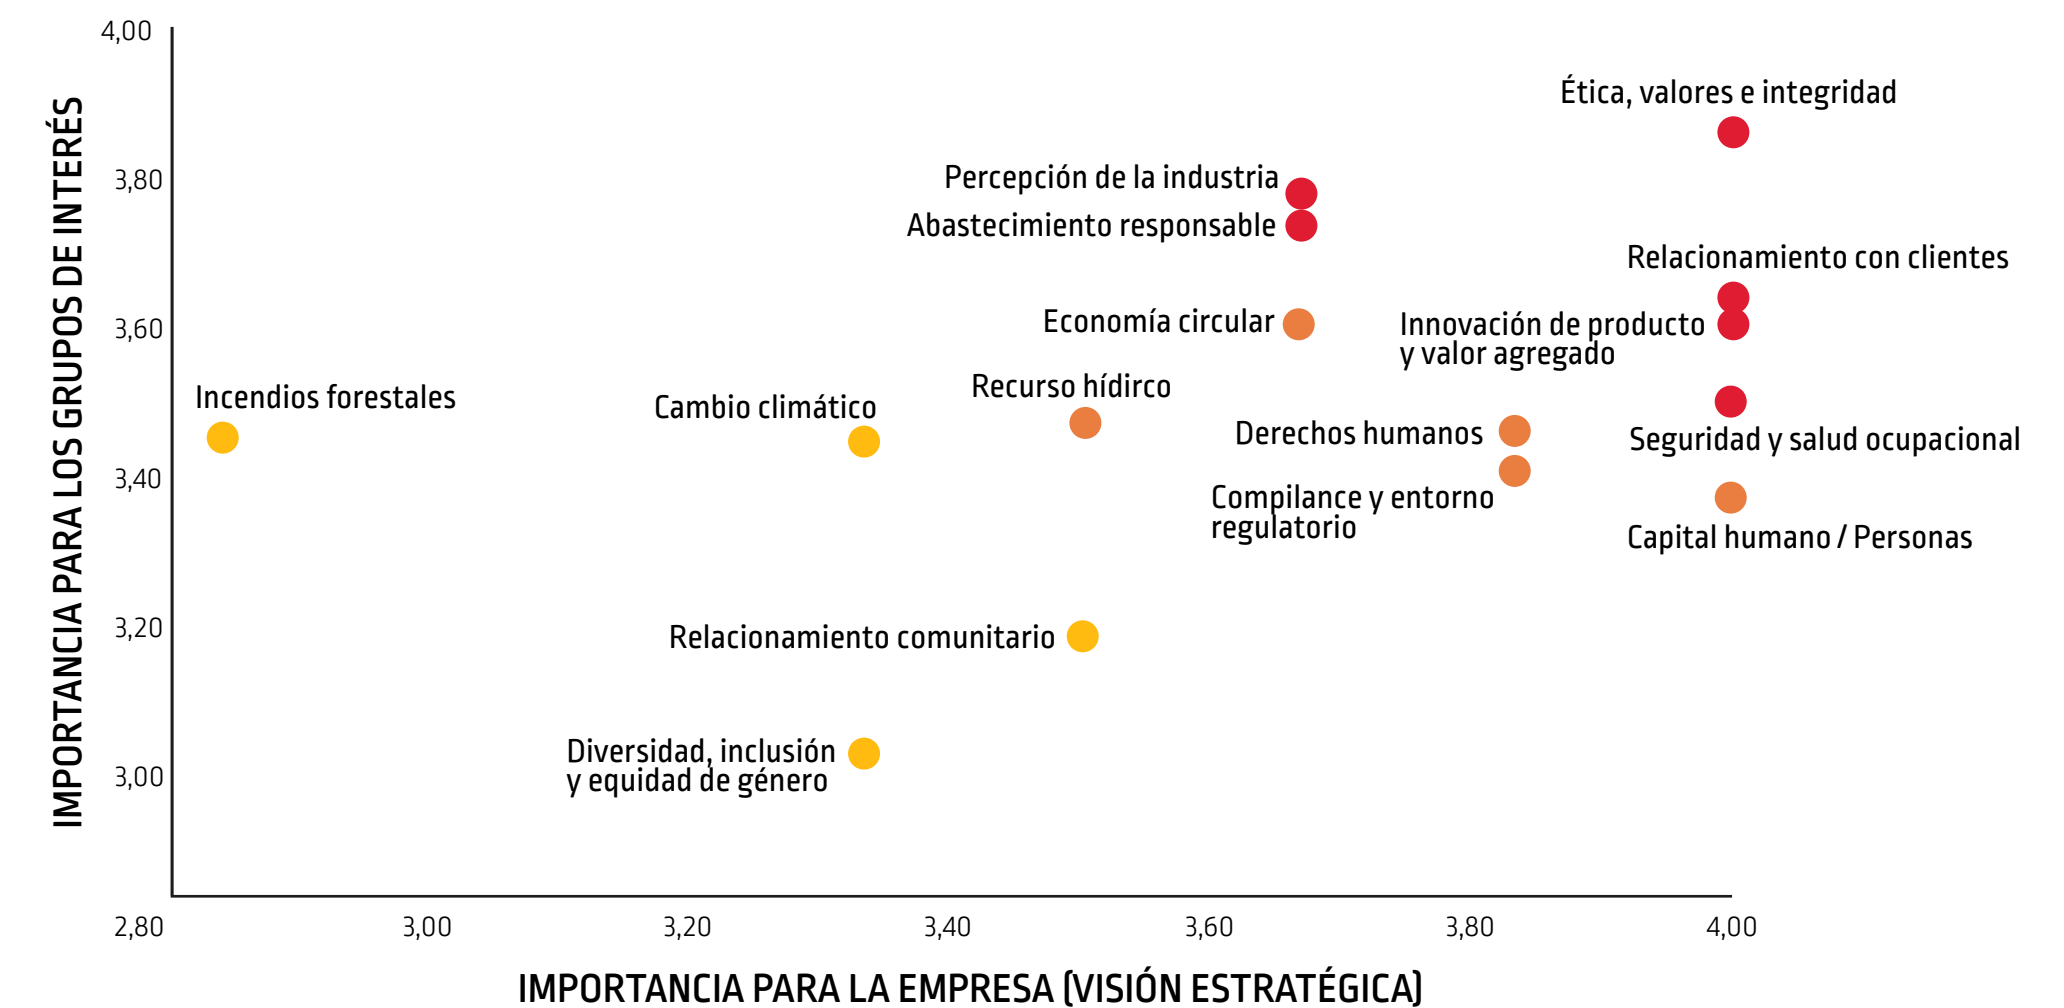 4,00
Ética, valores e integridad
3,80
Percepción de la industria
Abastecimiento responsable
Relacionamiento con clientes
3,60
Economía circular
Innovación de producto
y valor agregado
Incendios forestales
Cambio climático
Recurso hídirco
Derechos humanos
Seguridad y salud ocupacional
3,40
Compilance y entorno
regulatorio
Capital humano / Personas
3,20
Relacionamiento comunitario
Diversidad, inclusión
y equidad de género
3,00
IMPORTANCIA PARA LOS GRUPOS DE INTERÉS
2,80 3,00 3,20 3,40 3,60 3,80 4,00
IMPORTANCIA PARA LA EMPRESA (VISIÓN ESTRATÉGICA)